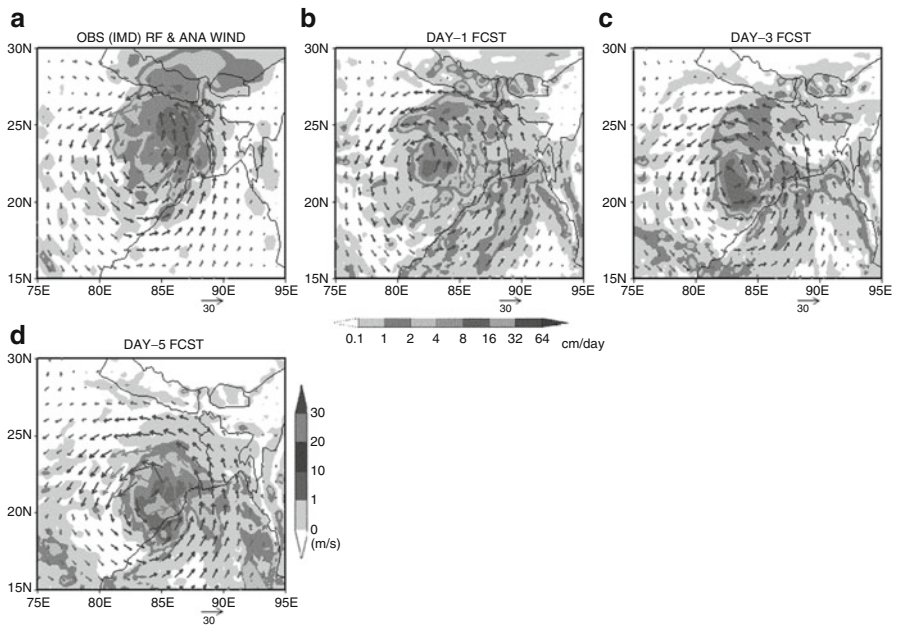 a
OBS (IMD) RF & ANA WIND
30N
25N
20N
15N
75E 80E 85E 90E 95E
30
b
DAY–1 FCST
30N
25N
20N
15N
75E 80E 85E 90E 95E
30
c
DAY–3 FCST
30N
25N
20N
15N
75E 80E 85E 90E 95E
30
0.1 1 2 4 8 16 32 64 cm/day
d
DAY–5 FCST
30N
25N
20N
15N
75E 80E 85E 90E 95E
30
30
20
10
1
0
(m/s)